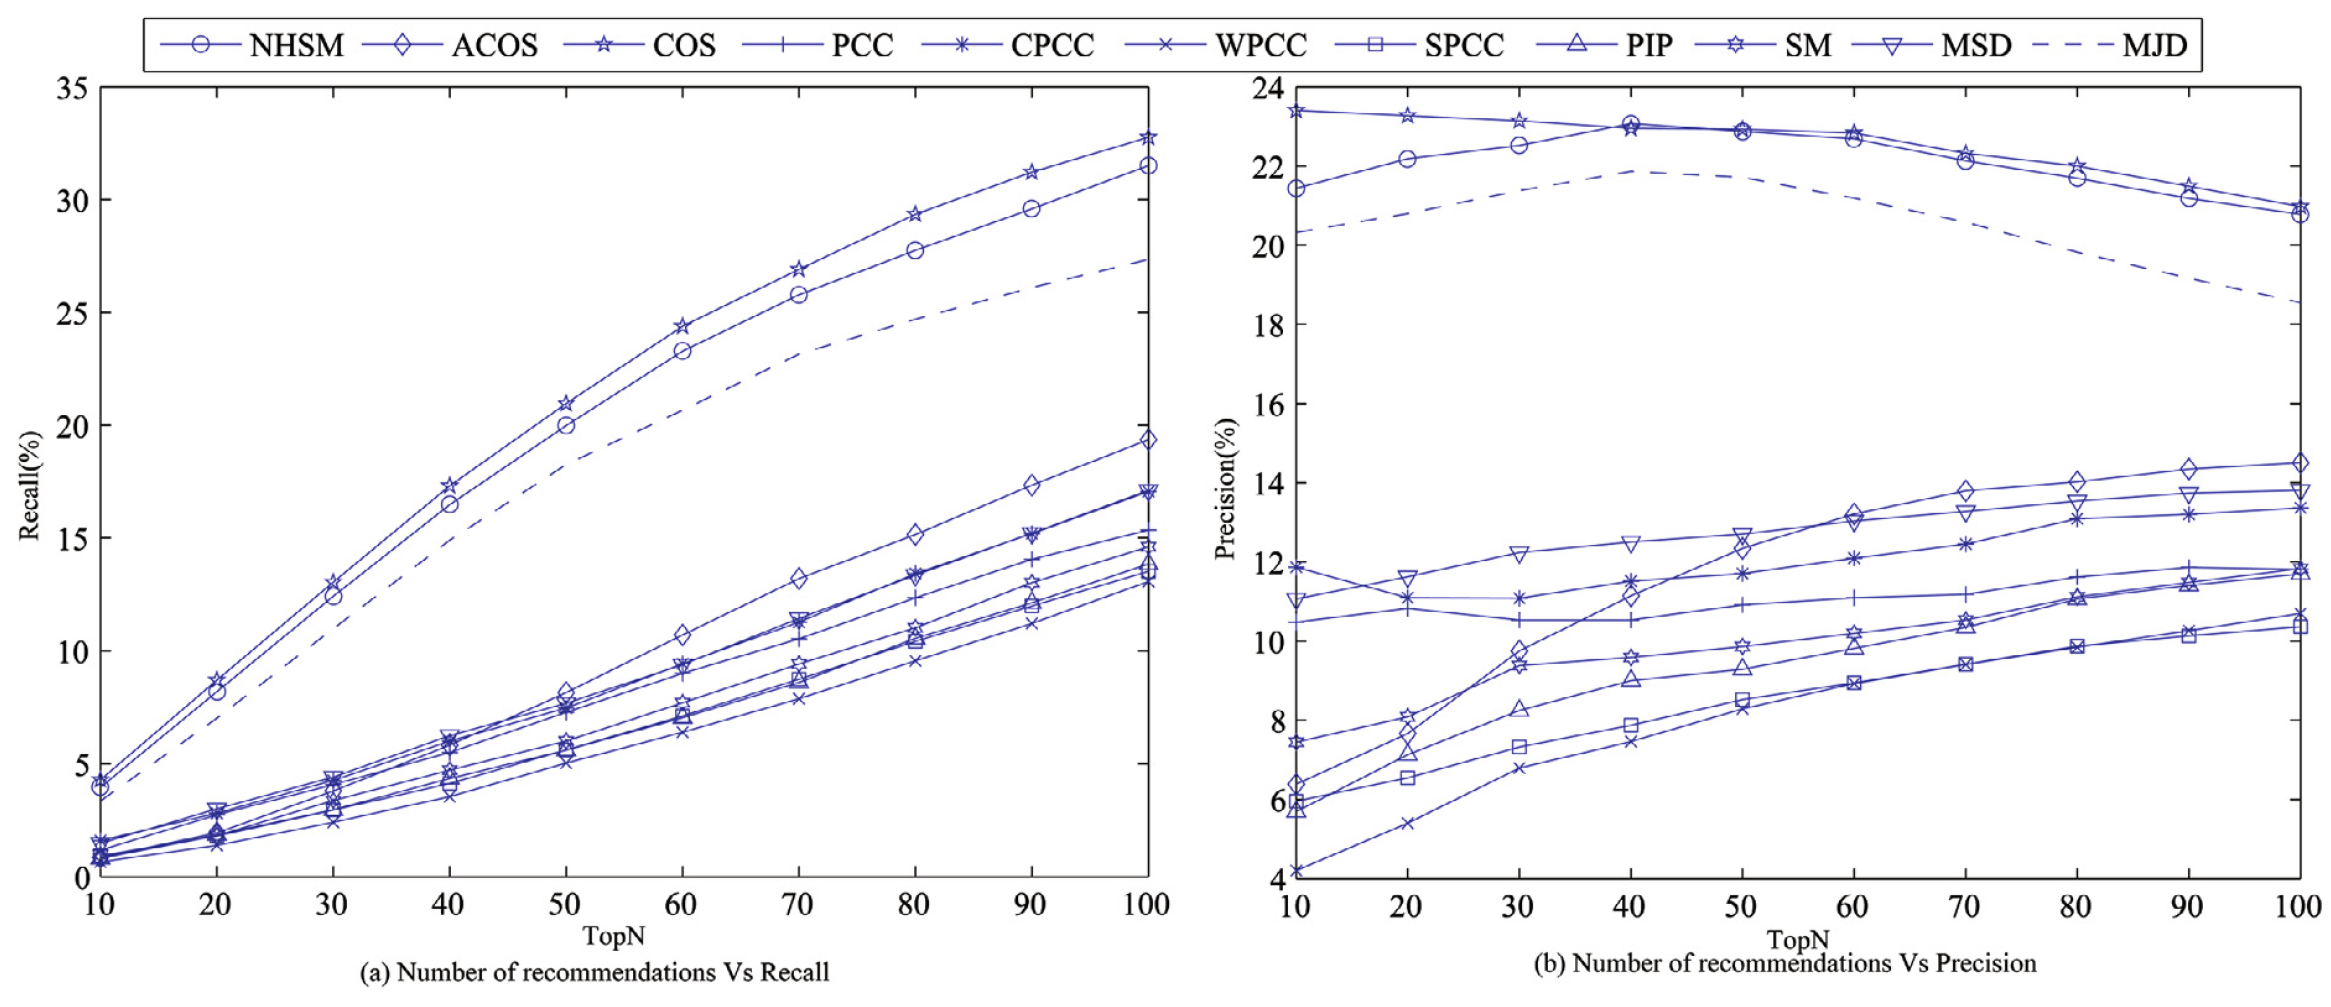 NHSM ACOS COS PCC CPCC WPCC SPCC PIP SM MSD MJD
35
30
25
20
15
10
5
0
Recall(%)
10 20 30 40 50 60 70 80 90 100
TopN
(a) Number of recommendations Vs Recall
24
22
20
18
16
14
12
10
8
6
4
Precision(%)
10 20 30 40 50 60 70 80 90 100
TopN
(b) Number of recommendations Vs Precision